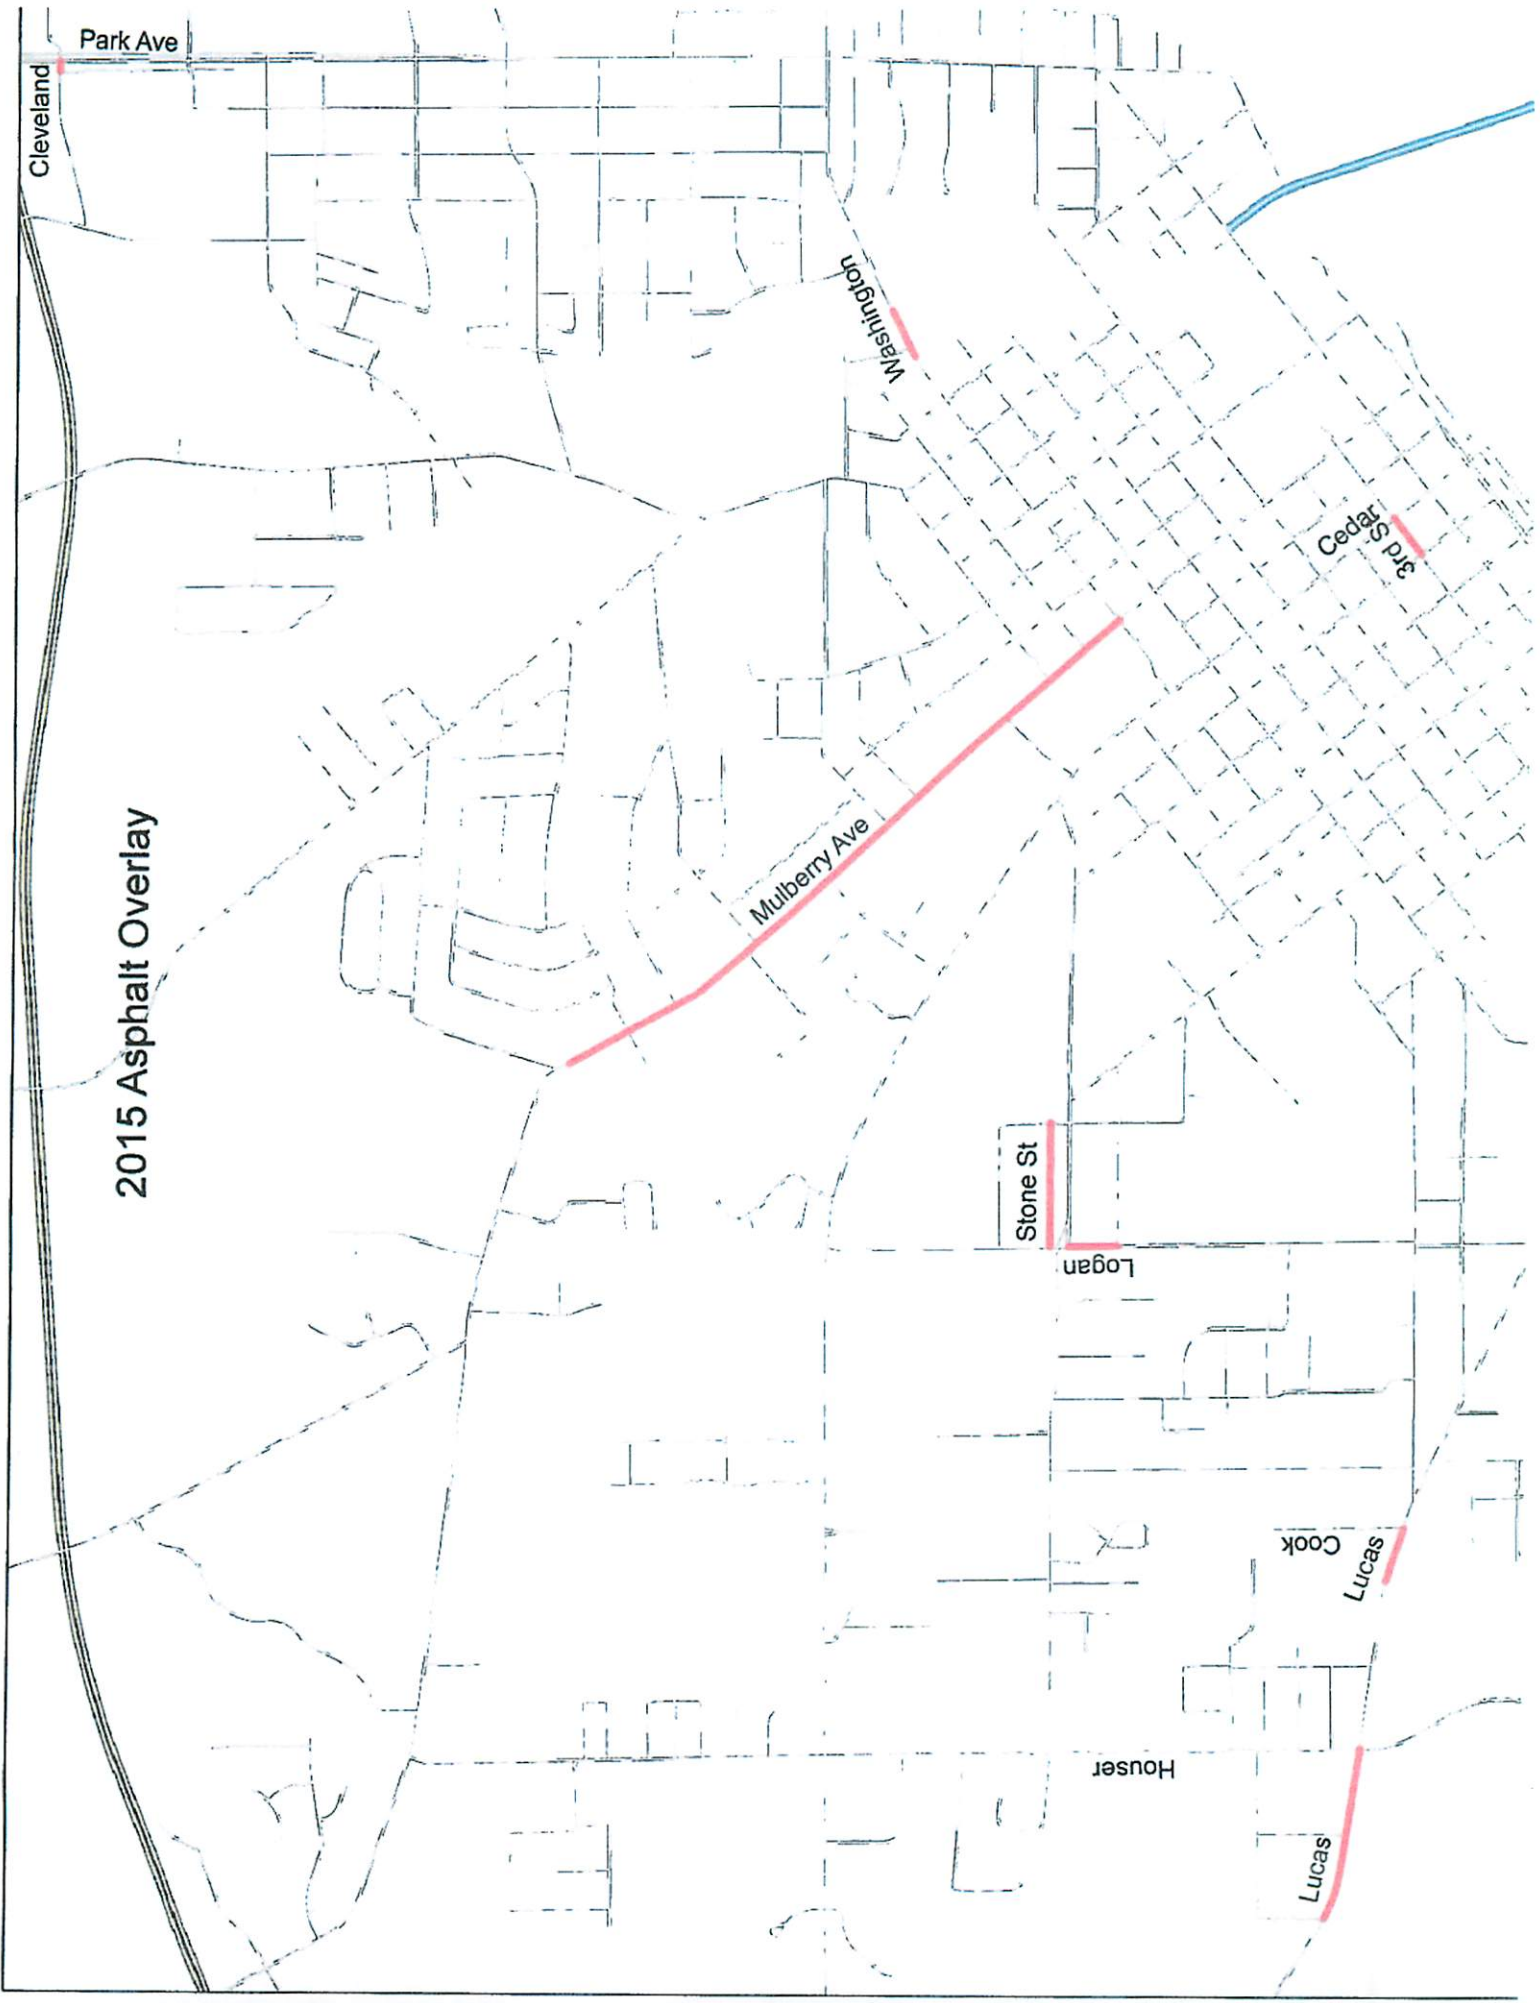 2015 Asphalt Overlay
Park Ave
Cleveland
Washington
Cedar
3rd St
Mulberry Ave
Stone St
Logan
Cook
Lucas
Houser
Lucas